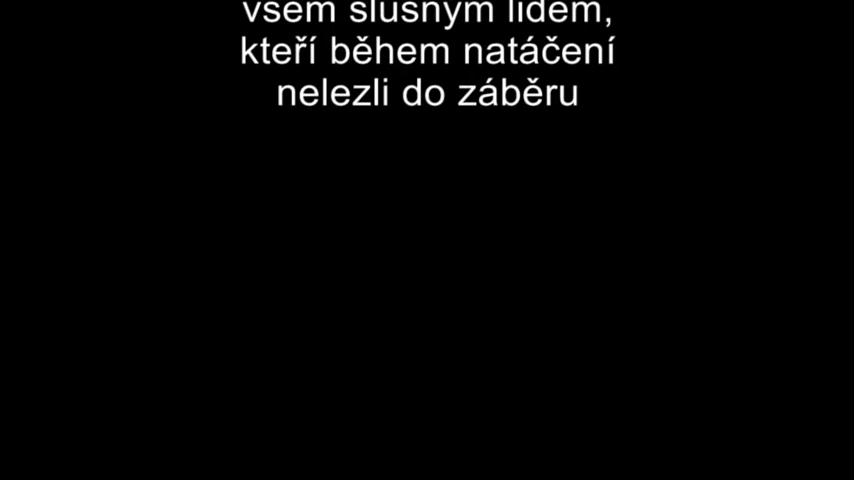 všem slušným lidem,
kteří během natáčení
nelezli do záběru